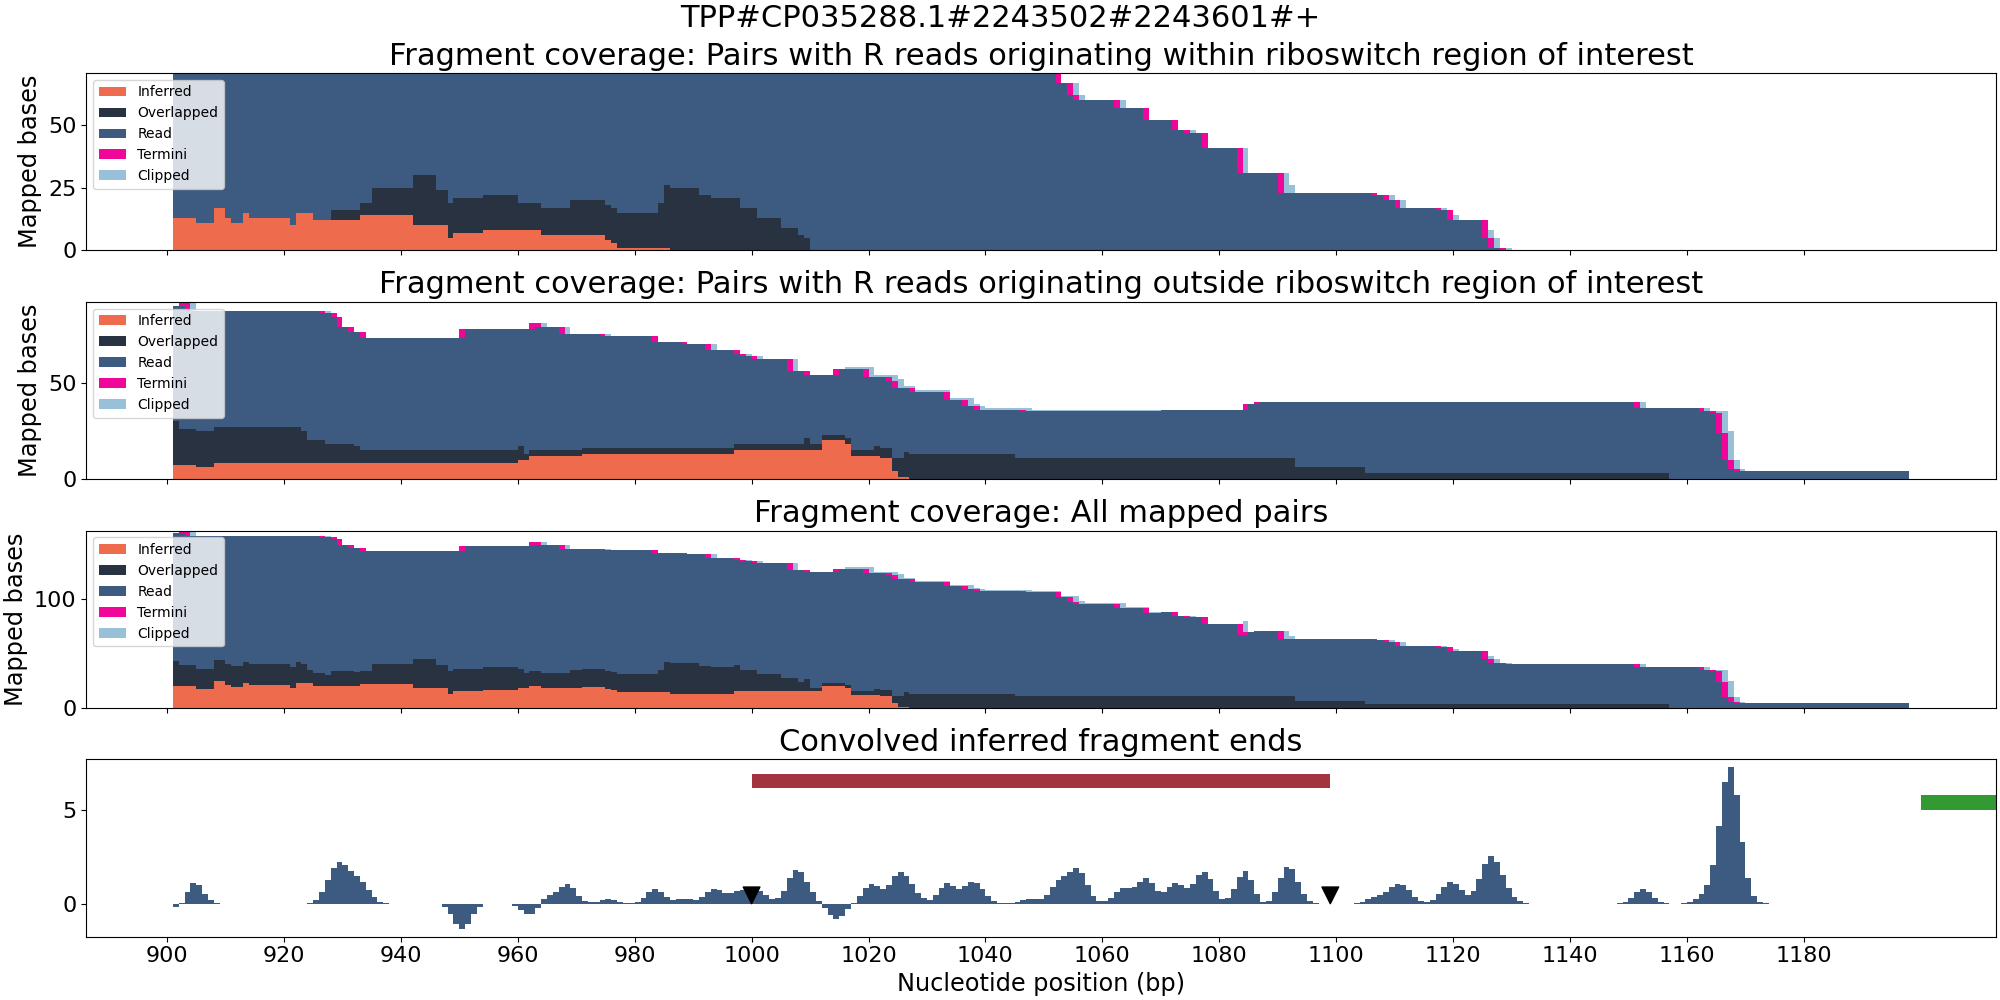 TPP#CP035288.1#2243502#2243601#+
Fragment coverage: Pairs with R reads originating within riboswitch region of interest
Mapped bases
50
25
0
Inferred
Overlapped
Read
Termini
Clipped
Fragment coverage: Pairs with R reads originating outside riboswitch region of interest
Mapped bases
50
0
Inferred
Overlapped
Read
Termini
Clipped
Fragment coverage: All mapped pairs
Mapped bases
100
0
Inferred
Overlapped
Read
Termini
Clipped
Convolved inferred fragment ends
5
0
900 920 940 960 980 1000 1020 1040 1060 1080 1100 1120 1140 1160 1180
Nucleotide position (bp)